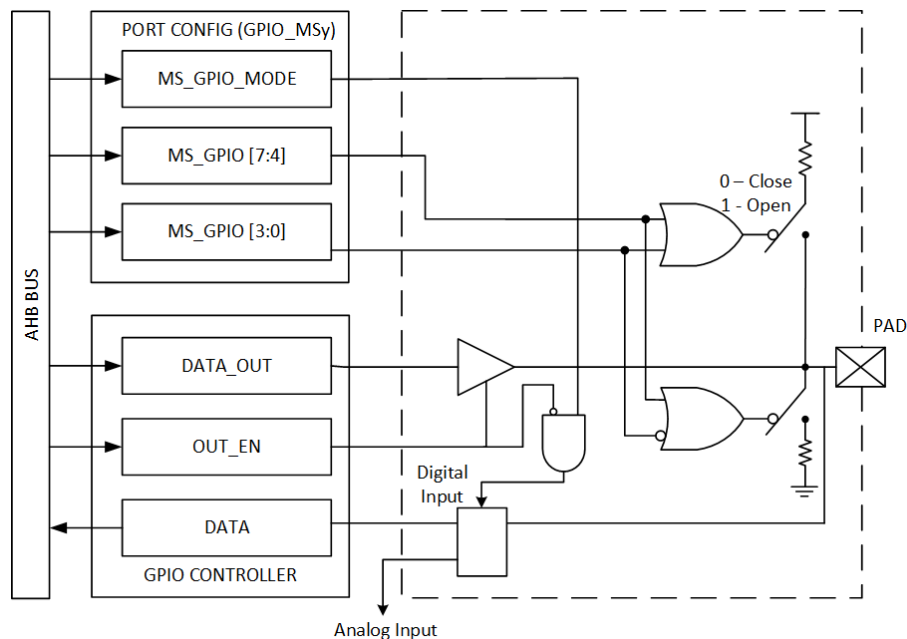 PORT CONFIG (GPIO_MSy)
MS_GPIO_MODE
MS_GPIO [7:4]
MS_GPIO [3:0]
0 – Close
1 - Open
AHB BUS
PAD
DATA_OUT
OUT_EN
Digital
Input
DATA
GPIO CONTROLLER
Analog Input